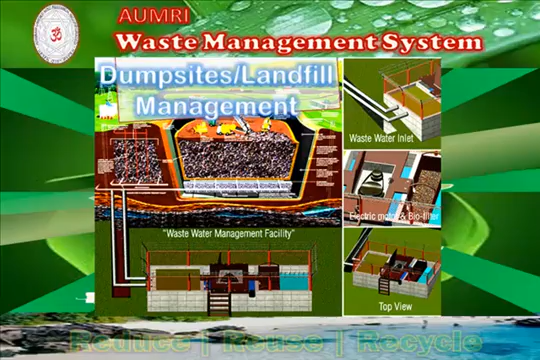 AUMRI
Waste Management System
Dumpsites/Landfill
Management
Waste Water Inlet
Electric motor & Bio-filter
"Waste Water Management Facility"
Top View
Reduce | Reuse | Recycle